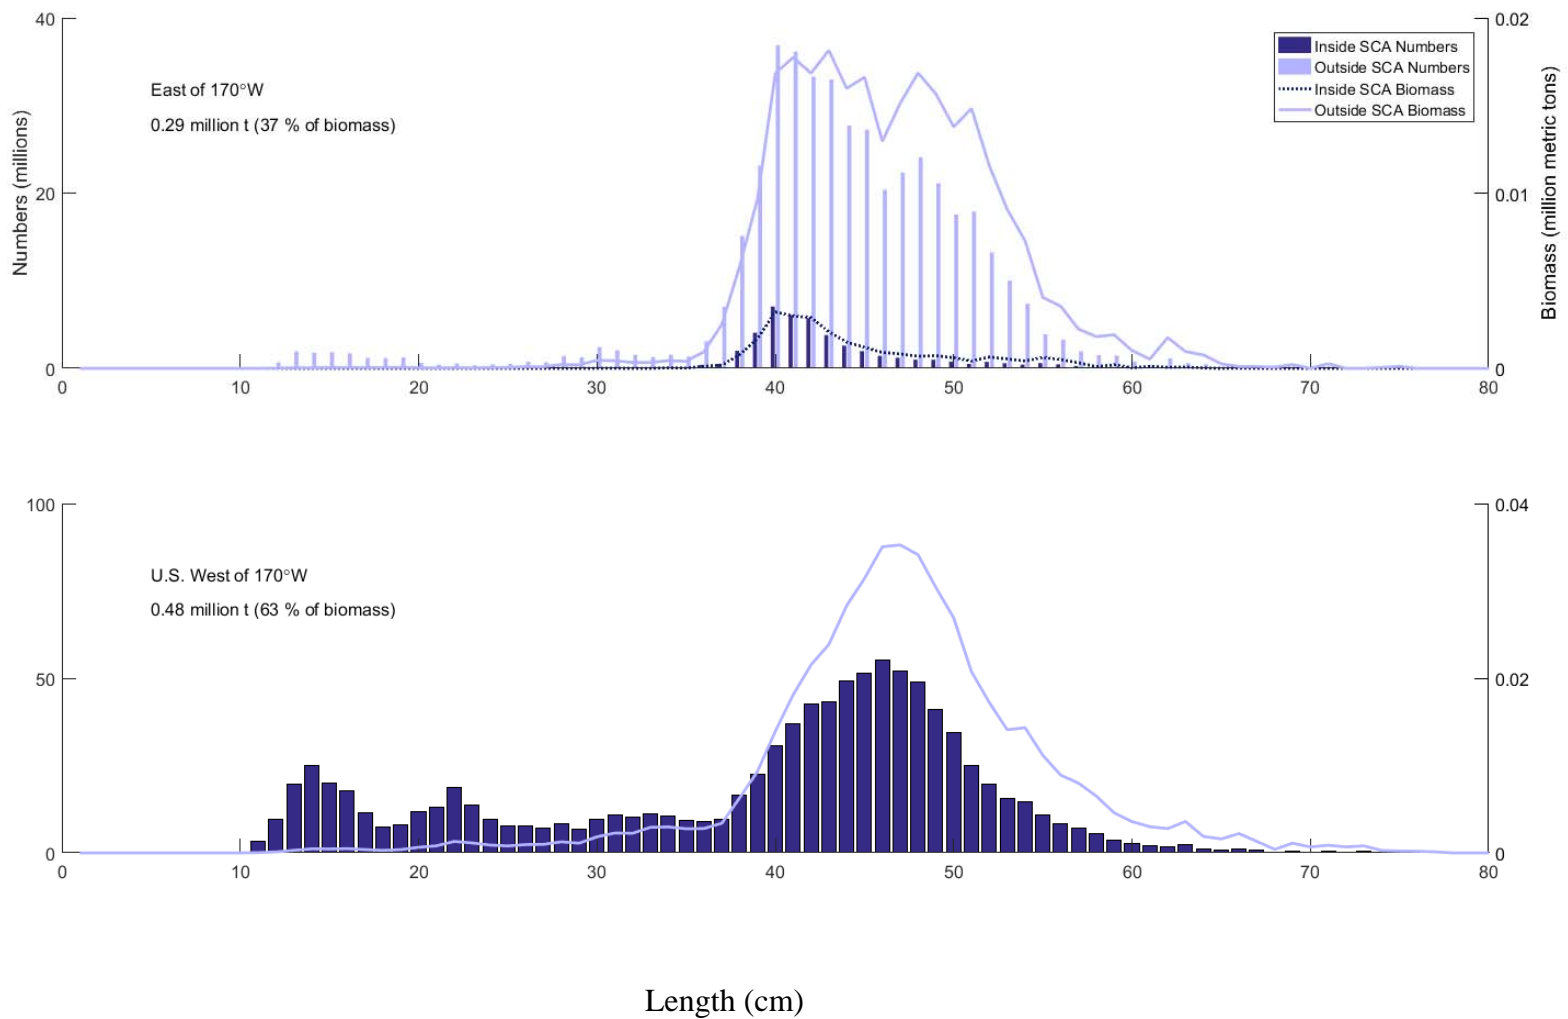 40
20
0
Numbers (millions)
East of 170°W
0.29 million t (37 % of biomass)
Inside SCA Numbers
Outside SCA Numbers
Inside SCA Biomass
Outside SCA Biomass
0.02
0.01
0
Biomass (million metric tons)
0 10 20 30 40 50 60 70 80
100
50
0
U.S. West of 170°W
0.48 million t (63 % of biomass)
0.04
0.02
0
0 10 20 30 40 50 60 70 80
Length (cm)